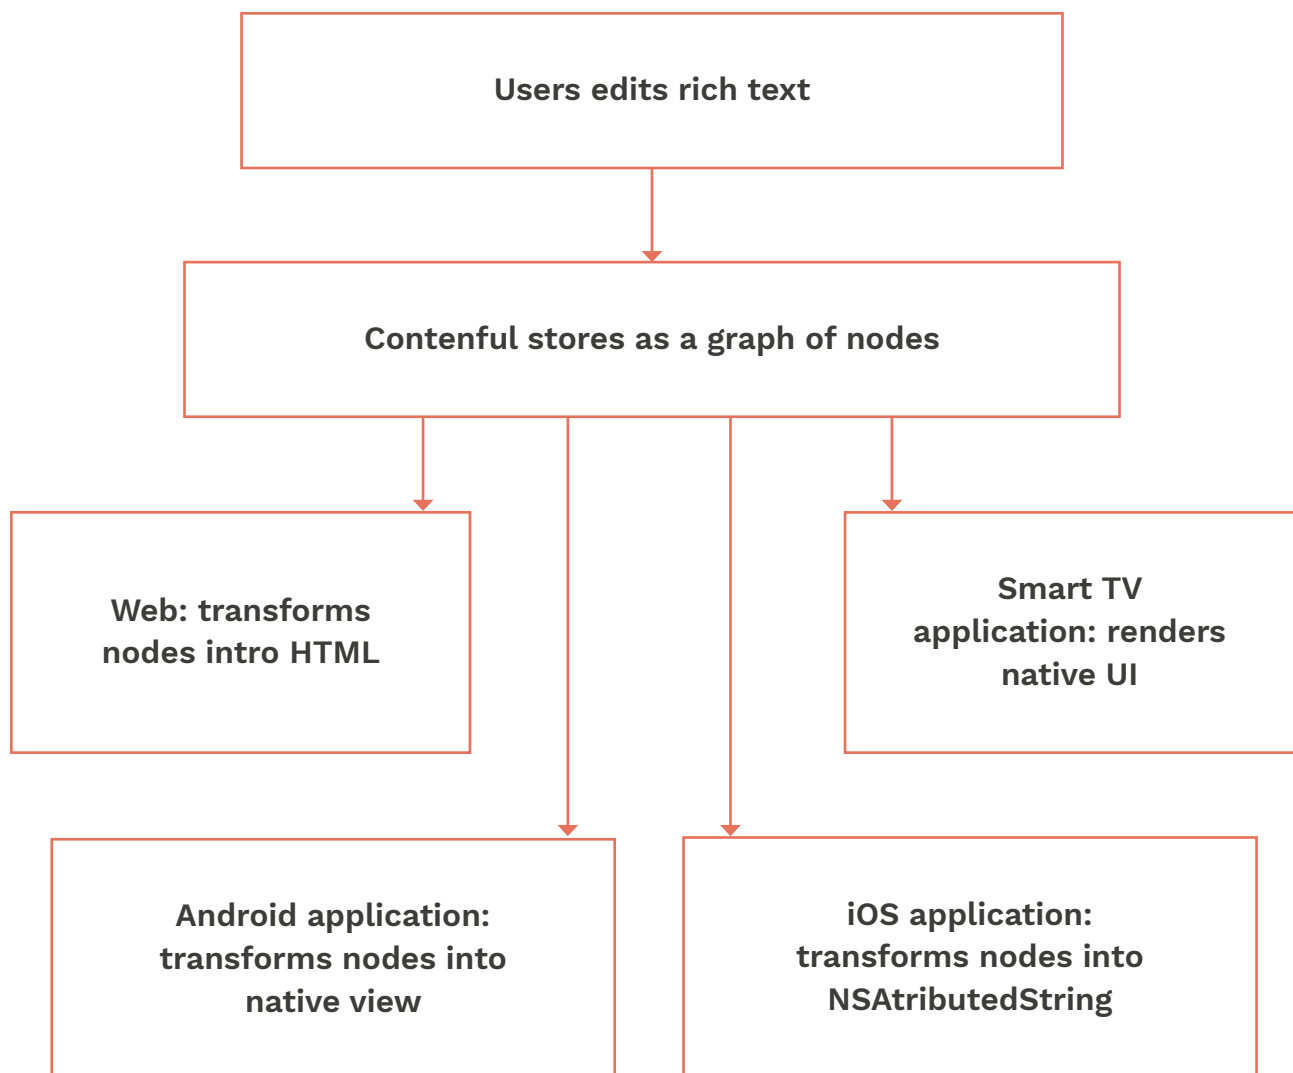 Users edits rich text
Contenful stores as a graph of nodes
Web: transforms
nodes intro HTML
Smart TV
application: renders
native UI
Android application:
transforms nodes into
native view
iOS application:
transforms nodes into
NSAtributedString